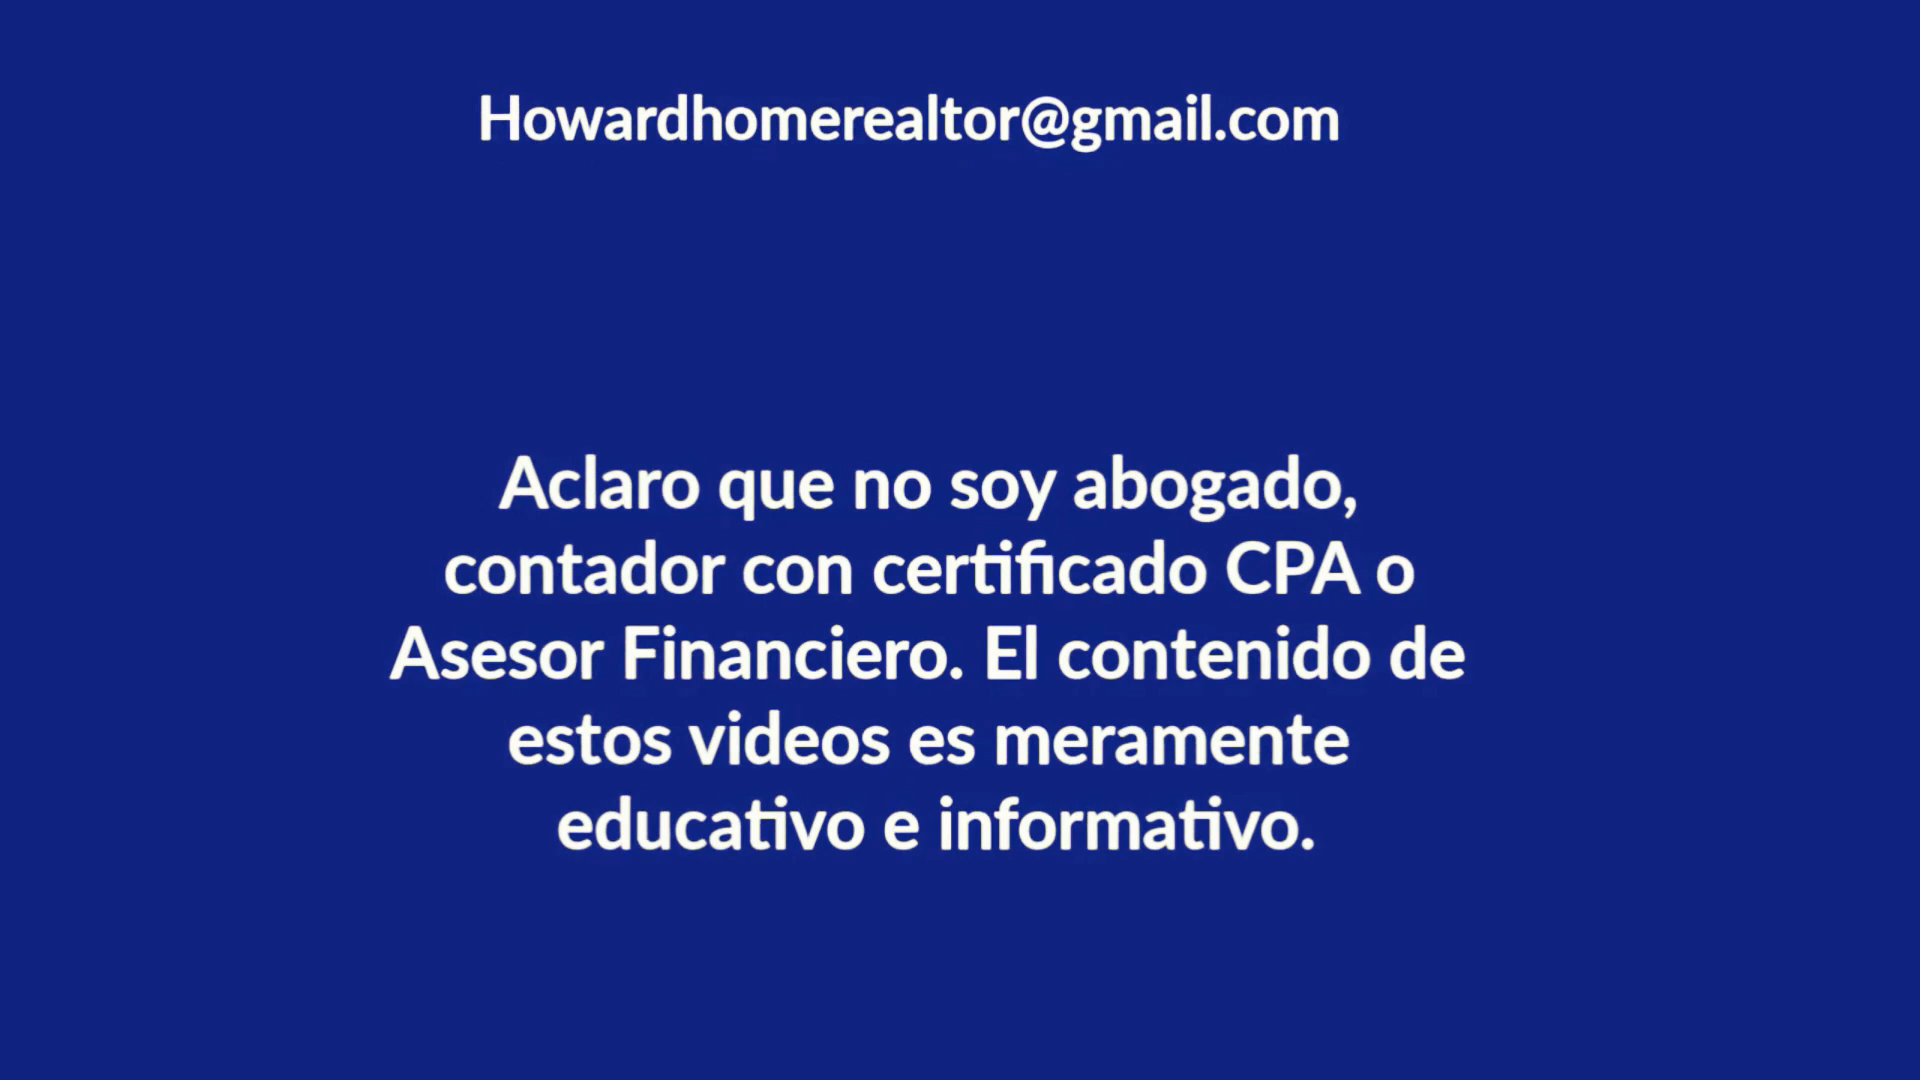 Howardhomerealtor@gmail.com
Aclaro que no soy abogado,
contador con certificado CPA o
Asesor Financiero. El contenido de
estos videos es meramente
educativo e informativo.